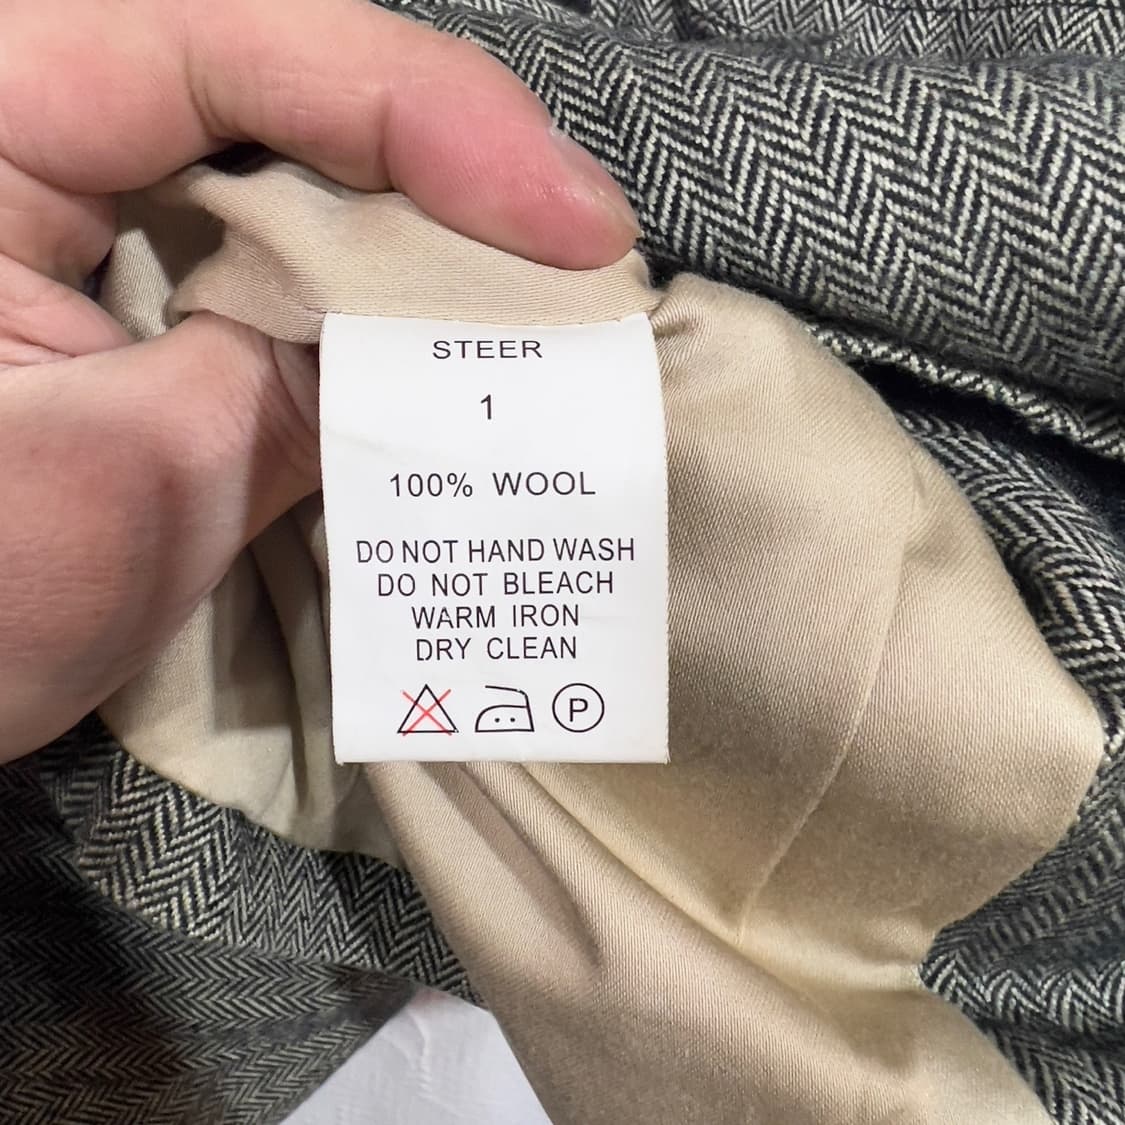 STEER
1
100% WOOL
DO NOT HAND WASH
DO NOT BLEACH
WARM IRON
DRY CLEAN
P